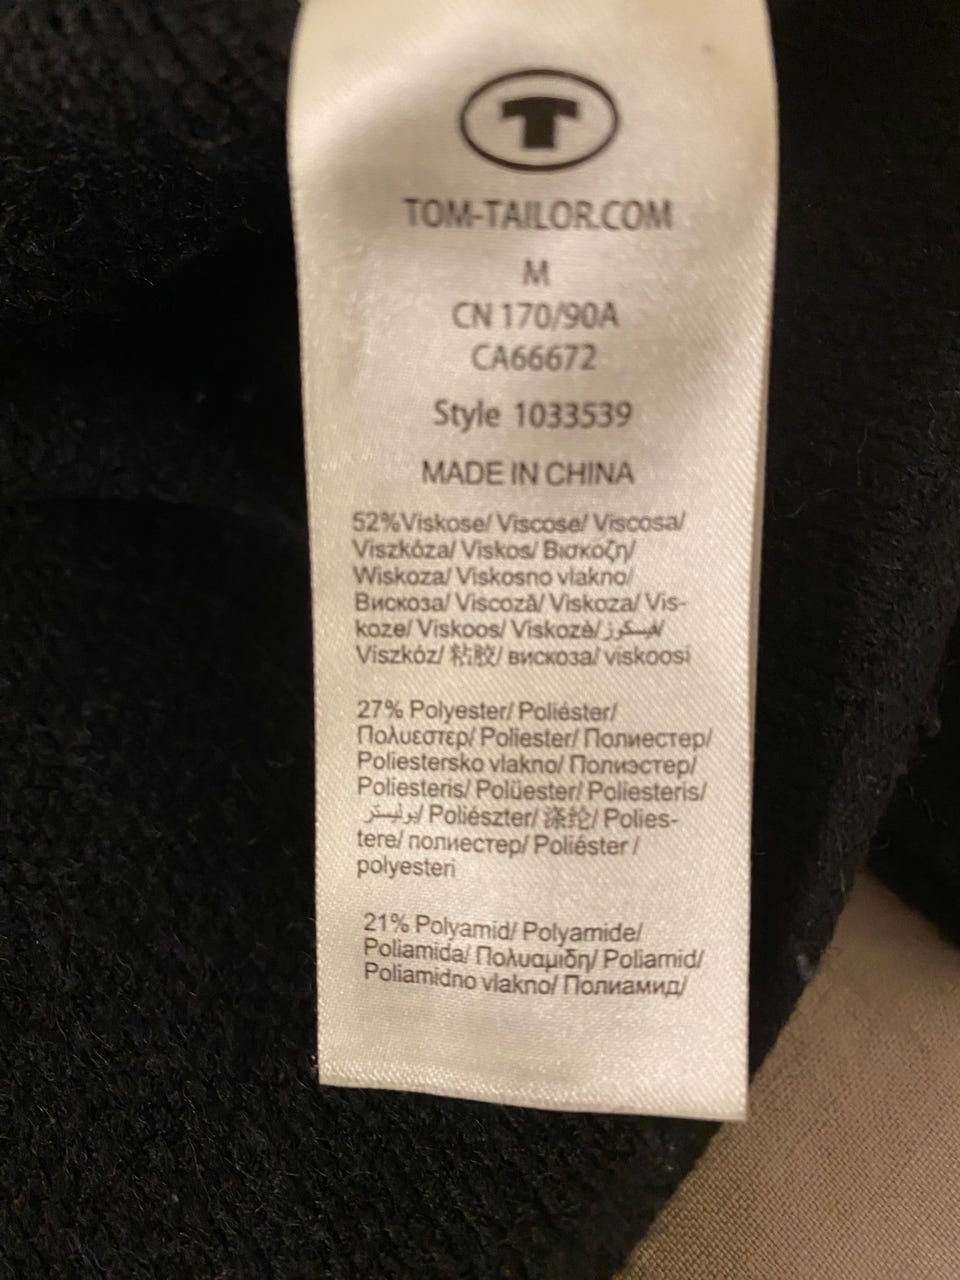 T
TOM-TAILOR.COM
M
CN 170/90A
CA66672
Style 1033539
MADE IN CHINA
52%Viskose/ Viscose/ Viscosa/
Viszkóza/ Viskos/ Βισκοζη/
Wiskoza/ Viskosno vlakno/
Вискоза/ Viscoză/ Viskoza/ Vis-
koze/ Viskoos/ Viskozė/ فيسكوز/
Viszkóz/ 粘胶/ вискоза/ viskoosi
27% Polyester/ Poliéster/
Πολυεστερ/ Poliester/ Полиестер/
Poliestersko vlakno/ Полиэстер/
Poliesteris/ Polüester/ Poliesteris/
بوليستر/ Poliészter/ 涤纶/ Polies-
tere/ полиестер/ Poliéster /
polyesteri
21% Polyamid/ Polyamide/
Poliamida/ Πολυαμιδη/ Poliamid/
Poliamidno vlakno/ Полиамид/